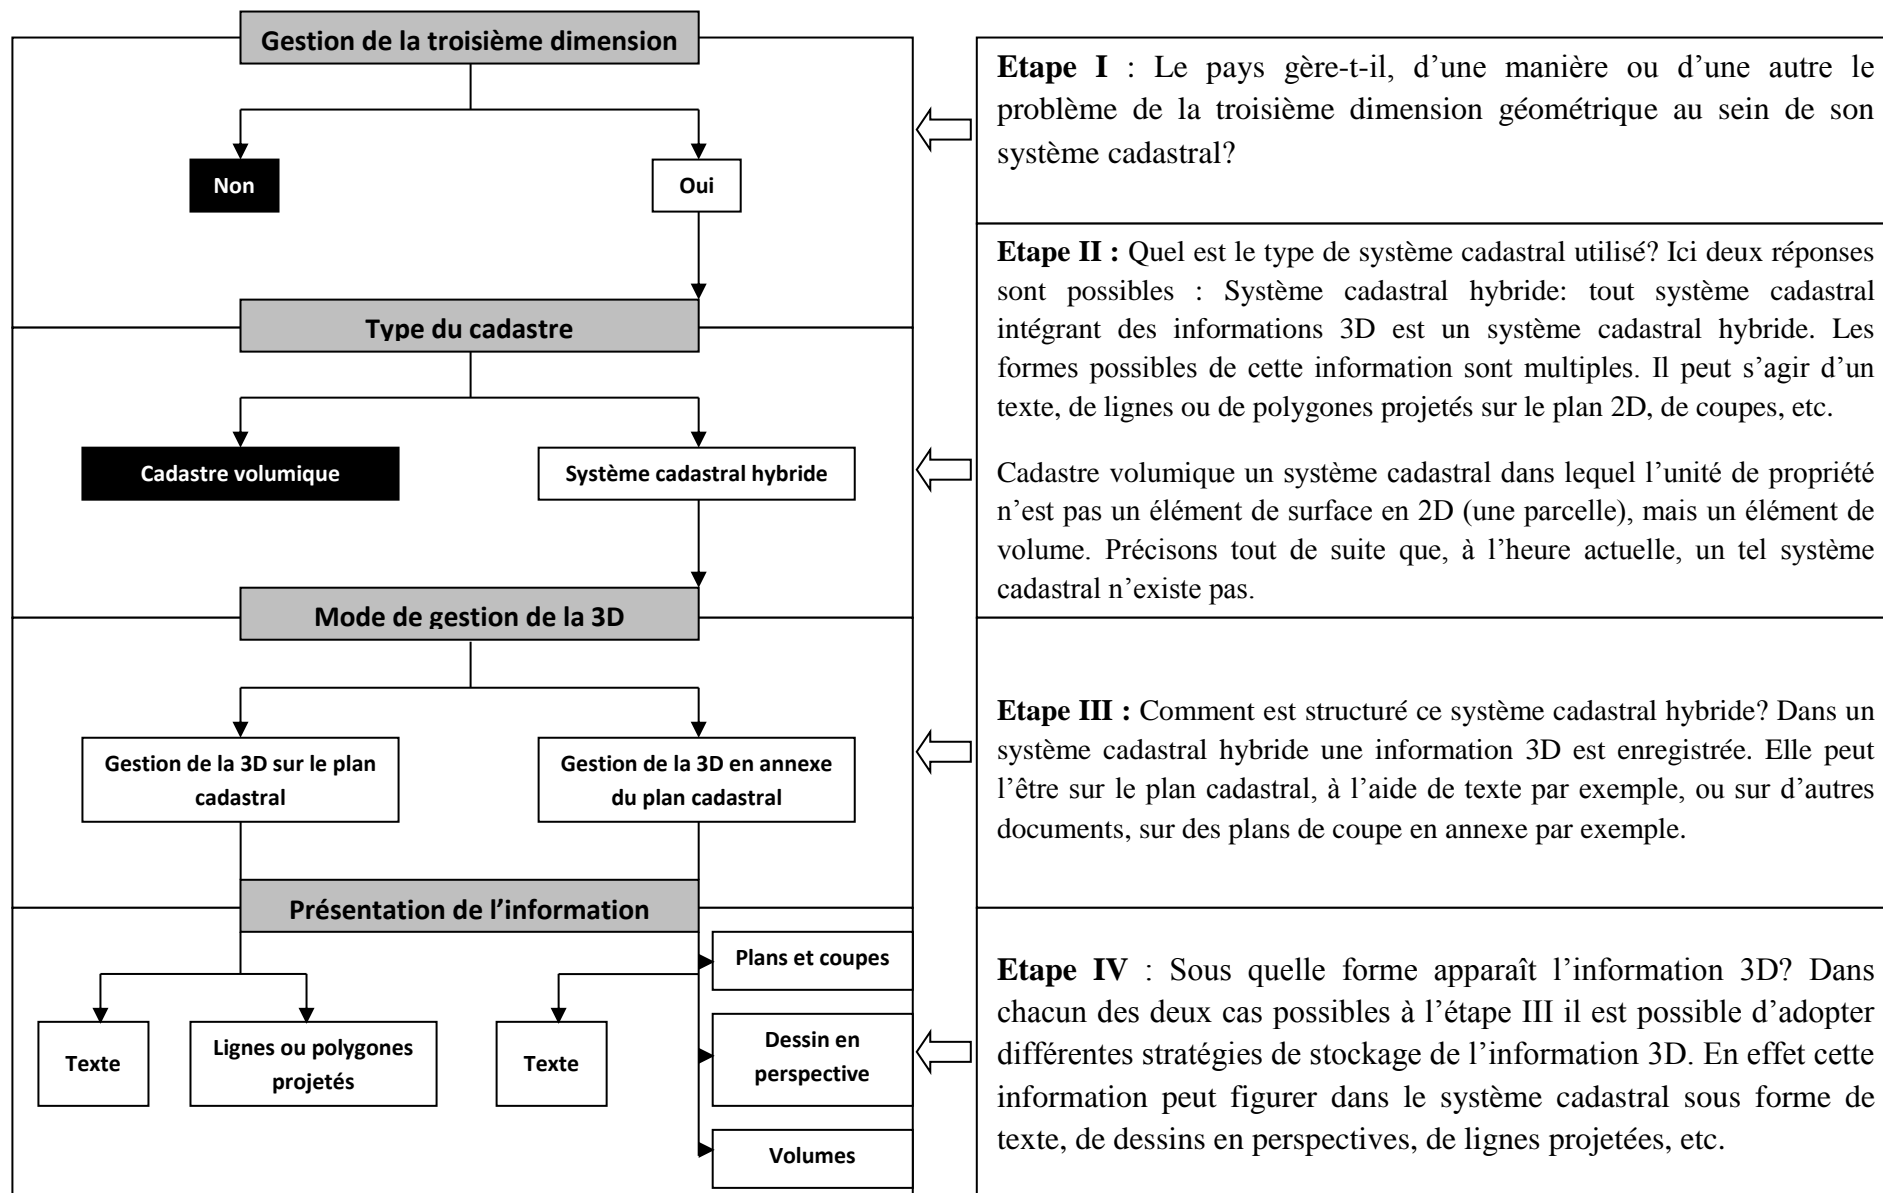 Gestion de la troisième dimension
Non
Oui
Type du cadastre
Cadastre volumique
Système cadastral hybride
Mode de gestion de la 3D
Gestion de la 3D sur le plan
cadastral
Gestion de la 3D en annexe
du plan cadastral
Présentation de l’information
Texte
Lignes ou polygones
projetés
Texte
Plans et coupes
Dessin en
perspective
Volumes
Etape I : Le pays gère-t-il, d’une manière ou d’une autre le
problème de la troisième dimension géométrique au sein de son
système cadastral?
Etape II : Quel est le type de système cadastral utilisé? Ici deux réponses
sont possibles : Système cadastral hybride: tout système cadastral
intégrant des informations 3D est un système cadastral hybride. Les
formes possibles de cette information sont multiples. Il peut s’agir d’un
texte, de lignes ou de polygones projetés sur le plan 2D, de coupes, etc.
Cadastre volumique un système cadastral dans lequel l’unité de propriété
n’est pas un élément de surface en 2D (une parcelle), mais un élément de
volume. Précisons tout de suite que, à l’heure actuelle, un tel système
cadastral n’existe pas.
Etape III : Comment est structuré ce système cadastral hybride? Dans un
système cadastral hybride une information 3D est enregistrée. Elle peut
l’être sur le plan cadastral, à l’aide de texte par exemple, ou sur d’autres
documents, sur des plans de coupe en annexe par exemple.
Etape IV : Sous quelle forme apparaît l’information 3D? Dans
chacun des deux cas possibles à l’étape III il est possible d’adopter
différentes stratégies de stockage de l’information 3D. En effet cette
information peut figurer dans le système cadastral sous forme de
texte, de dessins en perspectives, de lignes projetées, etc.